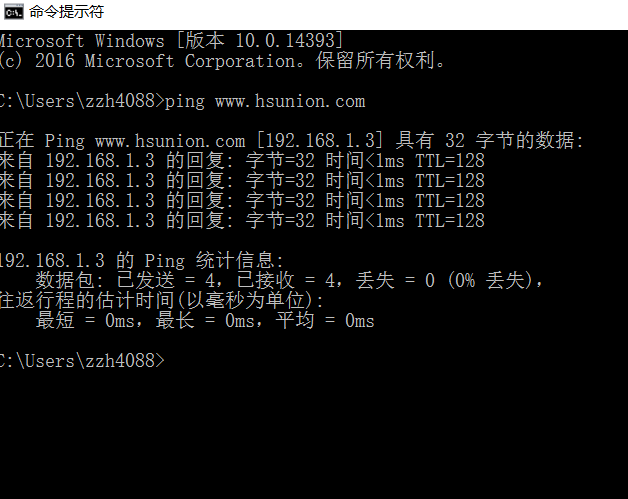 命令提示符
Microsoft Windows [版本 10.0.14393]
(c) 2016 Microsoft Corporation。保留所有权利。
C:\Users\zzh4088>ping www.hsunion.com
正在 Ping www.hsunion.com [192.168.1.3] 具有 32 字节的数据:
来自 192.168.1.3 的回复: 字节=32 时间<1ms TTL=128
来自 192.168.1.3 的回复: 字节=32 时间<1ms TTL=128
来自 192.168.1.3 的回复: 字节=32 时间<1ms TTL=128
来自 192.168.1.3 的回复: 字节=32 时间<1ms TTL=128
192.168.1.3 的 Ping 统计信息:
数据包: 已发送 = 4，已接收 = 4，丢失 = 0 (0% 丢失)，
往返行程的估计时间(以毫秒为单位):
最短 = 0ms，最长 = 0ms，平均 = 0ms
C:\Users\zzh4088>